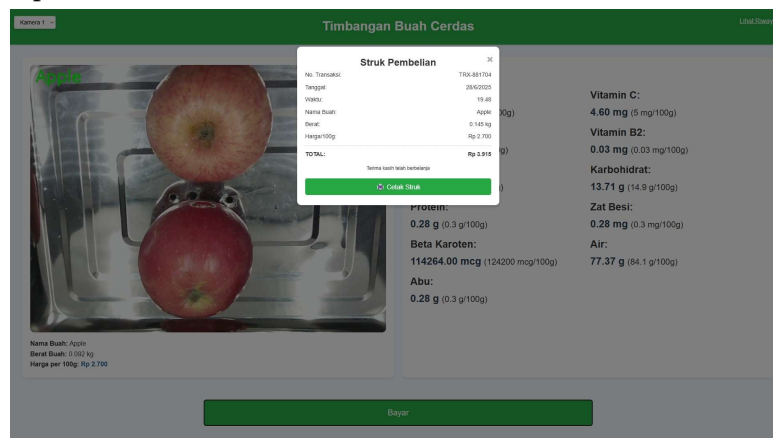 Kamera 1
Timbangan Buah Cerdas
Lihat Riway
Apple
Struk Pembelian
×
No. Transaksi: TRX-881704
Tanggal: 28/6/2025
Waktu: 19.48
Nama Buah: Apple
Berat: 0.145 kg
Harga/100g: Rp 2.700
TOTAL: Rp 3.915
Terima kasih telah berbelanja
Cetak Struk
00g)
g)
)
Protein:
0.28 g (0.3 g/100g)
Beta Karoten:
114264.00 mcg (124200 mcg/100g)
Abu:
0.28 g (0.3 g/100g)
Vitamin C:
4.60 mg (5 mg/100g)
Vitamin B2:
0.03 mg (0.03 mg/100g)
Karbohidrat:
13.71 g (14.9 g/100g)
Zat Besi:
0.28 mg (0.3 mg/100g)
Air:
77.37 g (84.1 g/100g)
Nama Buah: Apple
Berat Buah: 0.092 kg
Harga per 100g: Rp 2.700
Bayar